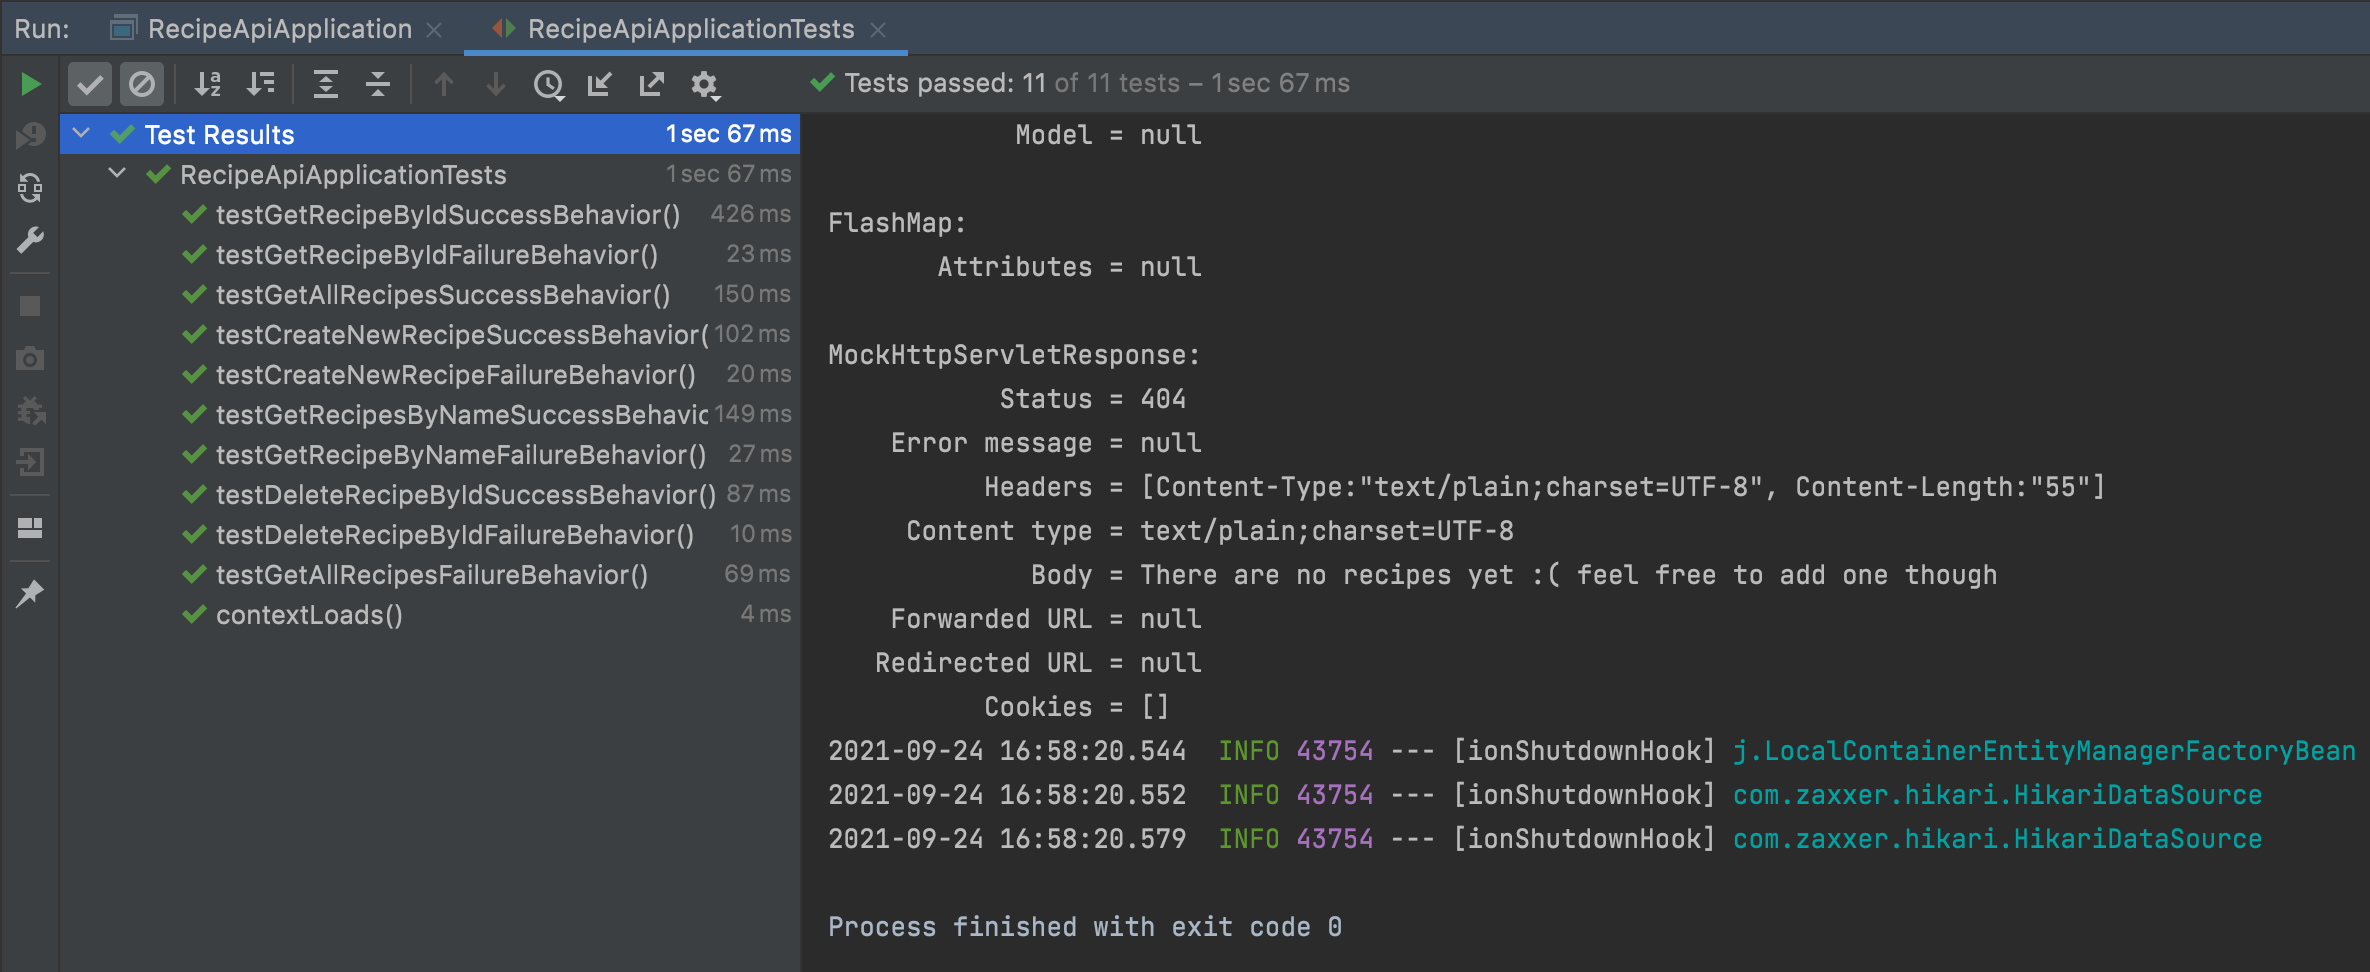 Run: RecipeApiApplication RecipeApiApplicationTests
Tests passed: 11 of 11 tests – 1 sec 67 ms
Test Results 1 sec 67 ms
RecipeApiApplicationTests 1 sec 67 ms
testGetRecipeByIdSuccessBehavior() 426 ms
testGetRecipeByIdFailureBehavior() 23 ms
testGetAllRecipesSuccessBehavior() 150 ms
testCreateNewRecipeSuccessBehavior( 102 ms
testCreateNewRecipeFailureBehavior() 20 ms
testGetRecipesByNameSuccessBehavic 149 ms
testGetRecipeByNameFailureBehavior() 27 ms
testDeleteRecipeByIdSuccessBehavior() 87 ms
testDeleteRecipeByIdFailureBehavior() 10 ms
testGetAllRecipesFailureBehavior() 69 ms
contextLoads() 4 ms
Model = null
FlashMap:
Attributes = null
MockHttpServletResponse:
Status = 404
Error message = null
Headers = [Content-Type:"text/plain;charset=UTF-8", Content-Length:"55"]
Content type = text/plain;charset=UTF-8
Body = There are no recipes yet :( feel free to add one though
Forwarded URL = null
Redirected URL = null
Cookies = []
2021-09-24 16:58:20.544 INFO 43754 --- [ionShutdownHook] j.LocalContainerEntityManagerFactoryBean
2021-09-24 16:58:20.552 INFO 43754 --- [ionShutdownHook] com.zaxxer.hikari.HikariDataSource
2021-09-24 16:58:20.579 INFO 43754 --- [ionShutdownHook] com.zaxxer.hikari.HikariDataSource
Process finished with exit code 0